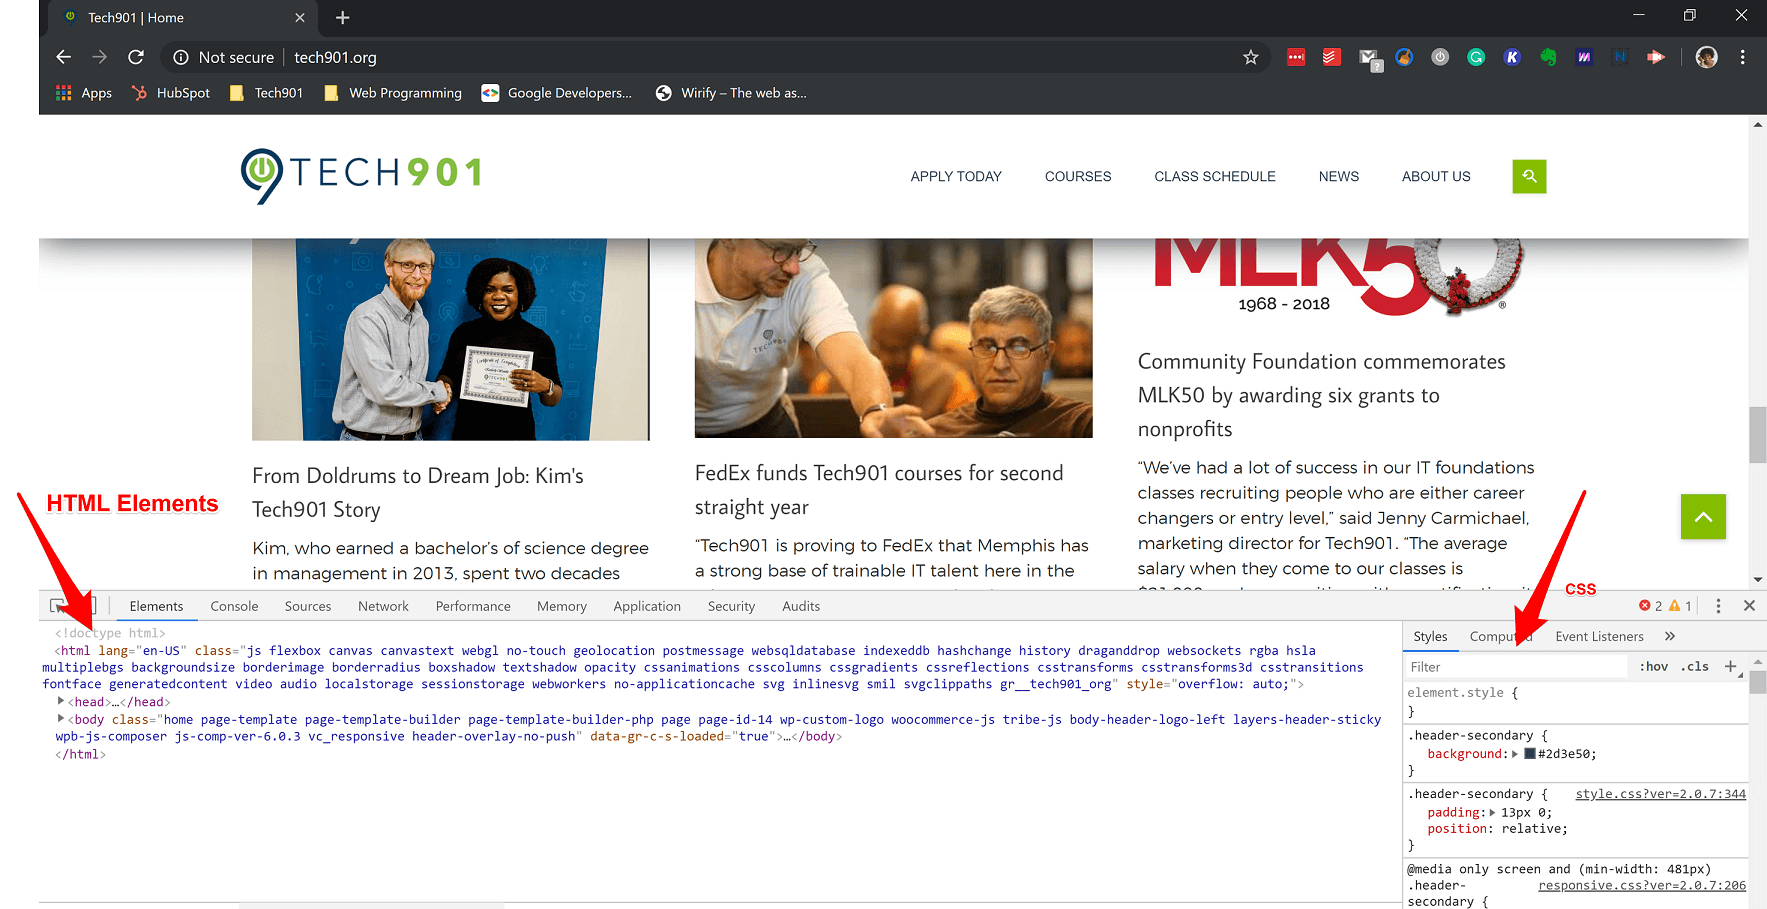 Tech901 | Home
Not secure | tech901.org
Apps HubSpot Tech901 Web Programming Google Developers... Wirify – The web as...
TECH901
APPLY TODAY COURSES CLASS SCHEDULE NEWS ABOUT US
MLK50
1968 - 2018
TECH901
Community Foundation commemorates
MLK50 by awarding six grants to
nonprofits
“We’ve had a lot of success in our IT foundations
classes recruiting people who are either career
changers or entry level,” said Jenny Carmichael,
marketing director for Tech901. “The average
salary when they come to our classes is
From Doldrums to Dream Job: Kim's
Tech901 Story
Kim, who earned a bachelor’s of science degree
in management in 2013, spent two decades
FedEx funds Tech901 courses for second
straight year
“Tech901 is proving to FedEx that Memphis has
a strong base of trainable IT talent here in the
HTML Elements
CSS
Elements Console Sources Network Performance Memory Application Security Audits 2 1
<!doctype html>
<html lang="en-US" class="js flexbox canvas canvastext webgl no-touch geolocation postmessage websqldatabase indexeddb hashchange history draganddrop websockets rgba hsla
multiplebgs backgroundsize borderimage borderradius boxshadow textshadow opacity cssanimations csscolumns cssgradients cssreflections csstransforms csstransforms3d csstransitions
fontface generatedcontent video audio localstorage sessionstorage webworkers no-applicationcache svg inlinesvg smil svgclippaths gr__tech901_org" style="overflow: auto;">
<head>…</head>
<body class="home page-template page-template-builder page-template-builder-php page page-id-14 wp-custom-logo woocommerce-js tribe-js body-header-logo-left layers-header-sticky
wpb-js-composer js-comp-ver-6.0.3 vc_responsive header-overlay-no-push" data-gr-c-s-loaded="true">…</body>
</html>
Styles Computed Event Listeners »
Filter :hov .cls +
element.style {
}
.header-secondary {
background: #2d3e50;
}
.header-secondary { style.css?ver=2.0.7:344
padding: 13px 0;
position: relative;
}
@media only screen and (min-width: 481px)
.header- responsive.css?ver=2.0.7:206
secondary {